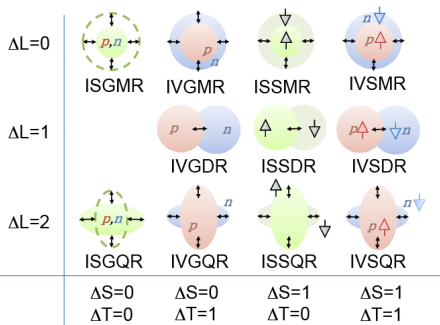 ΔL=0
p,n
p
n
n
p
ISGMR IVGMR ISSMR IVSMR
ΔL=1
p
n
p
n
IVGDR ISSDR IVSDR
ΔL=2
p,n
n
p
n
p
ISGQR IVGQR ISSQR IVSQR
ΔS=0 ΔS=0 ΔS=1 ΔS=1
ΔT=0 ΔT=1 ΔT=0 ΔT=1